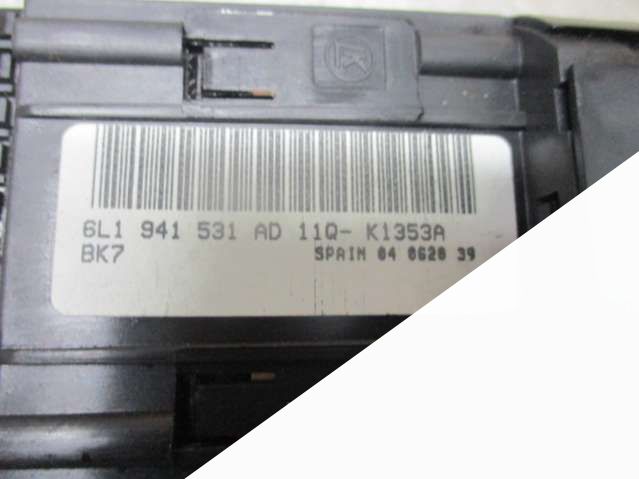 6L1 941 531 AD 11Q- K1353A
BK7 SPAIN 04 0620 39